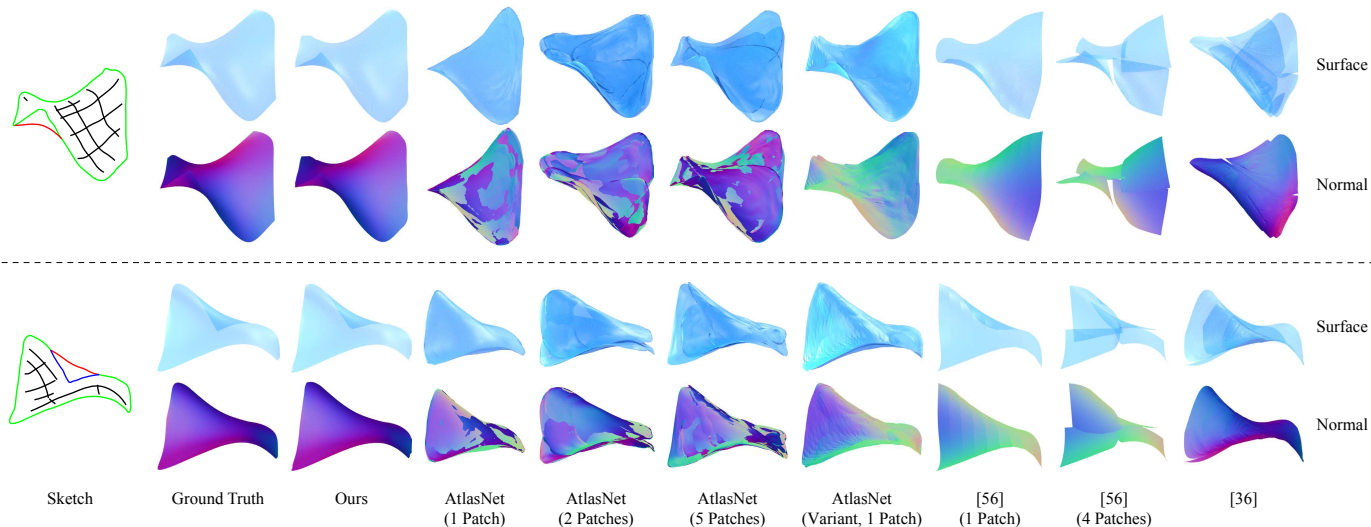 Surface
Normal
Surface
Normal
Sketch
Ground Truth
Ours
AtlasNet
(1 Patch)
AtlasNet
(2 Patches)
AtlasNet
(5 Patches)
AtlasNet
(Variant, 1 Patch)
[56]
(1 Patch)
[56]
(4 Patches)
[36]